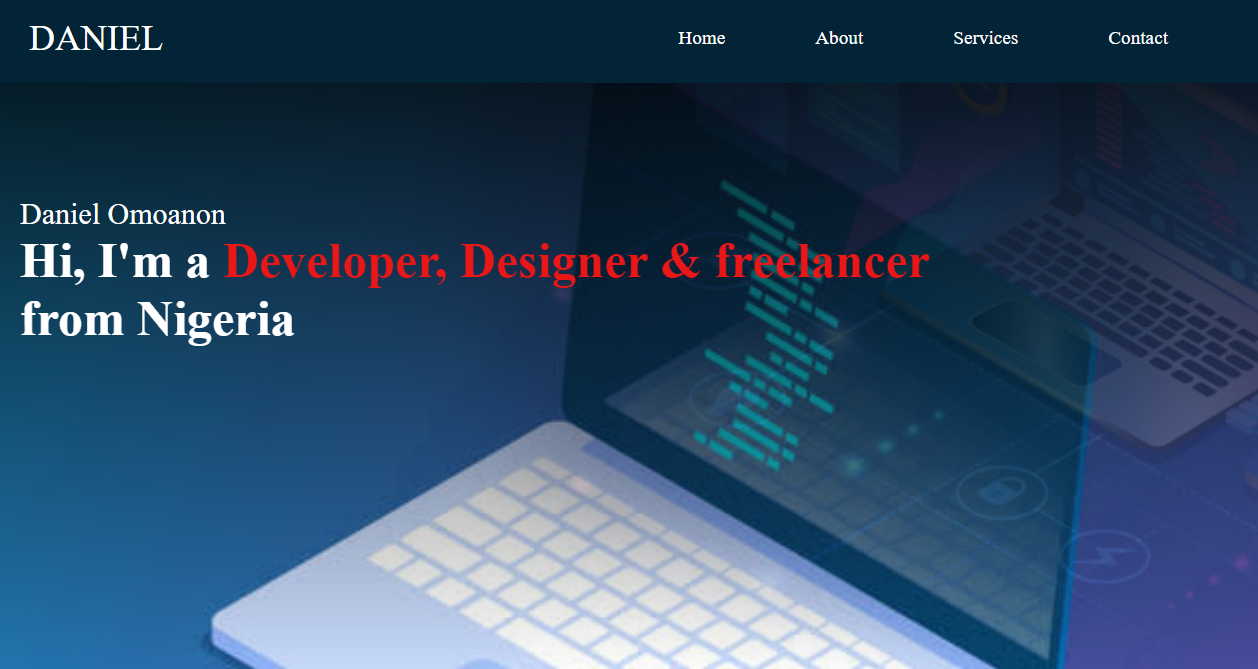 DANIEL
Home About Services Contact
Daniel Omoanon
Hi, I'm a Developer, Designer & freelancer
from Nigeria